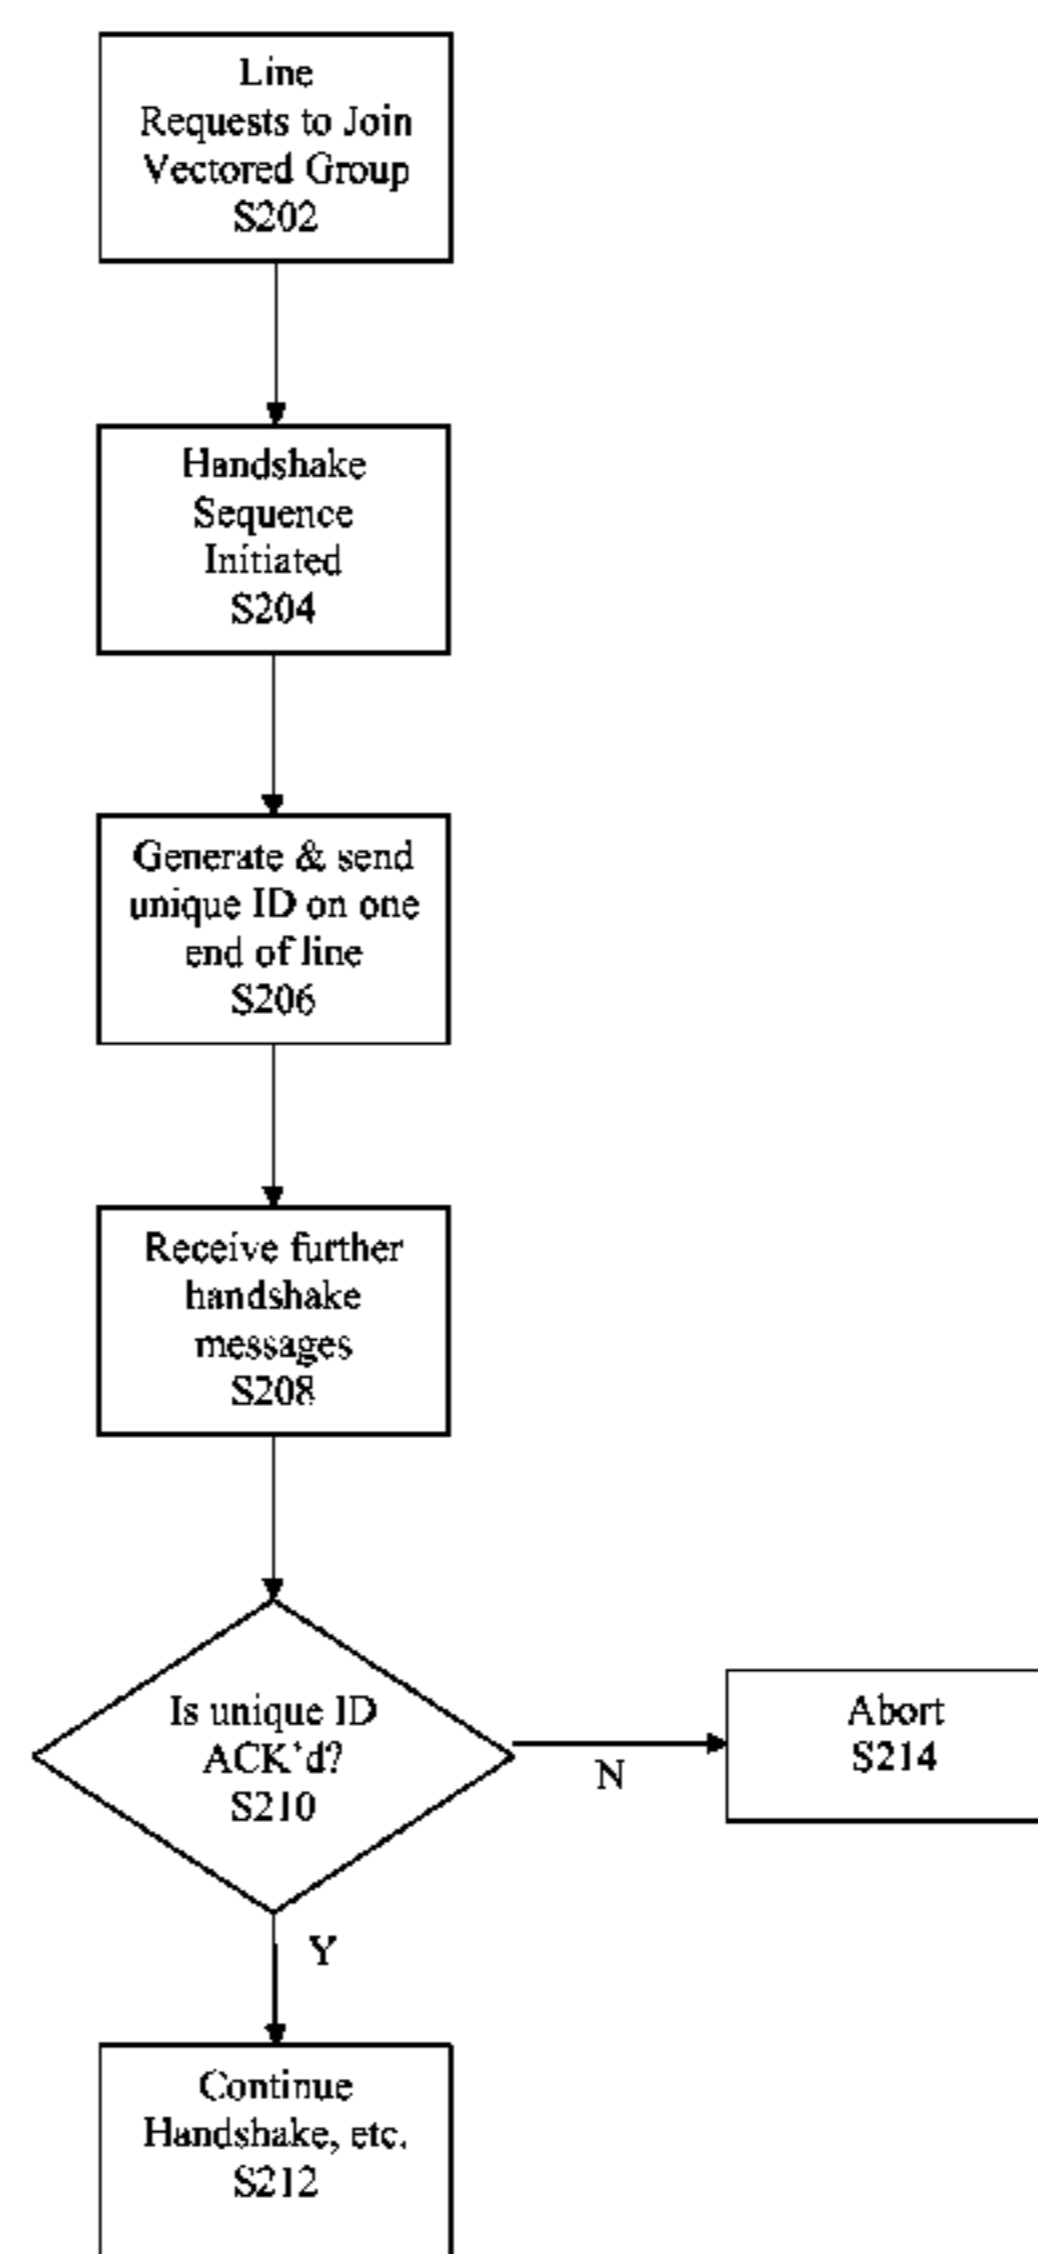 Line
Requests to Join
Vectored Group
S202
Handshake
Sequence
Initiated
S204
Generate & send
unique ID on one
end of line
S206
Receive further
handshake
messages
S208
Is unique ID
ACK'd?
S210
N
Abort
S214
Y
Continue
Handshake, etc.
S212